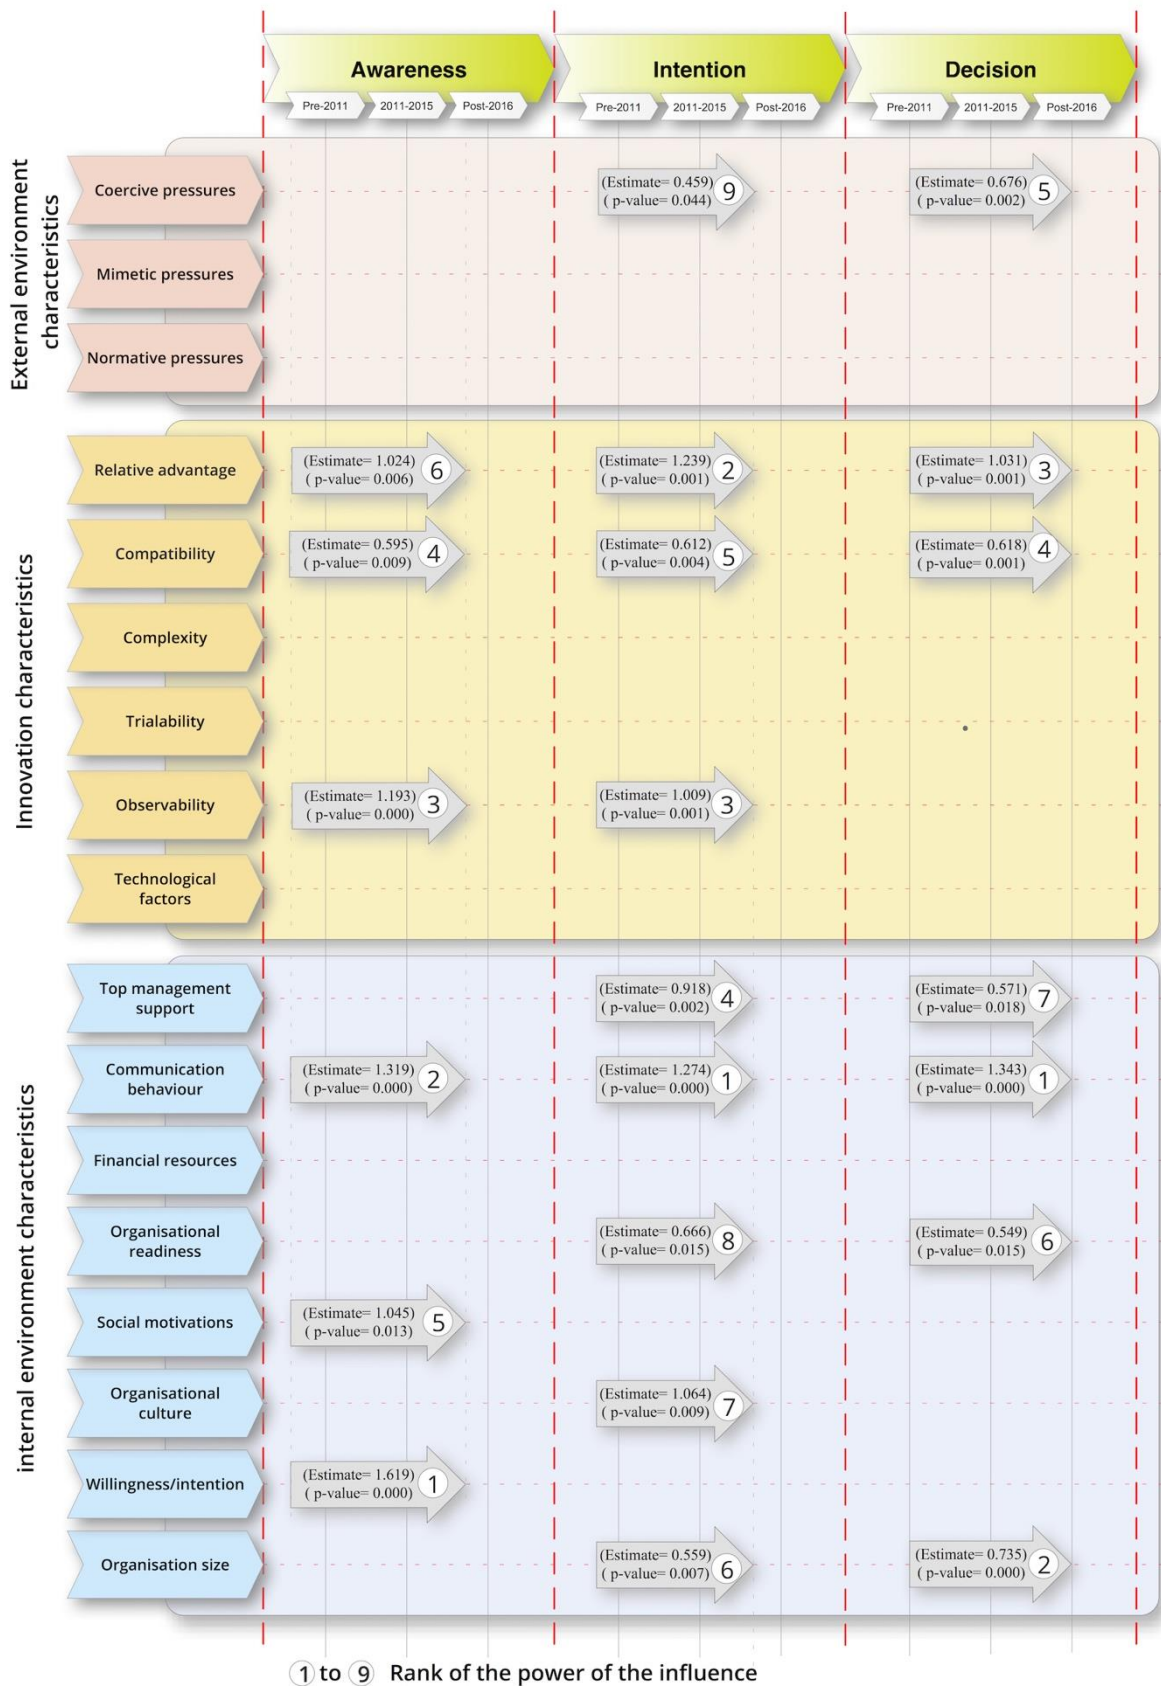 Awareness
Intention
Decision
Pre-2011
2011-2015
Post-2016
Pre-2011
2011-2015
Post-2016
Pre-2011
2011-2015
Post-2016
External environment
characteristics
Coercive pressures
(Estimate= 0.459)
( p-value= 0.044)
9
(Estimate= 0.676)
( p-value= 0.002)
5
Mimetic pressures
Normative pressures
Innovation characteristics
Relative advantage
(Estimate= 1.024)
( p-value= 0.006)
6
(Estimate= 1.239)
( p-value= 0.001)
2
(Estimate= 1.031)
( p-value= 0.001)
3
Compatibility
(Estimate= 0.595)
( p-value= 0.009)
4
(Estimate= 0.612)
( p-value= 0.004)
5
(Estimate= 0.618)
( p-value= 0.001)
4
Complexity
Trialability
Observability
(Estimate= 1.193)
( p-value= 0.000)
3
(Estimate= 1.009)
( p-value= 0.001)
3
Technological
factors
internal environment characteristics
Top management
support
(Estimate= 0.918)
( p-value= 0.002)
4
(Estimate= 0.571)
( p-value= 0.018)
7
Communication
behaviour
(Estimate= 1.319)
( p-value= 0.000)
2
(Estimate= 1.274)
( p-value= 0.000)
1
(Estimate= 1.343)
( p-value= 0.000)
1
Financial resources
Organisational
readiness
(Estimate= 0.666)
( p-value= 0.015)
8
(Estimate= 0.549)
( p-value= 0.015)
6
Social motivations
(Estimate= 1.045)
( p-value= 0.013)
5
Organisational
culture
(Estimate= 1.064)
( p-value= 0.009)
7
Willingness/intention
(Estimate= 1.619)
( p-value= 0.000)
1
Organisation size
(Estimate= 0.559)
( p-value= 0.007)
6
(Estimate= 0.735)
( p-value= 0.000)
2
1 to 9 Rank of the power of the influence